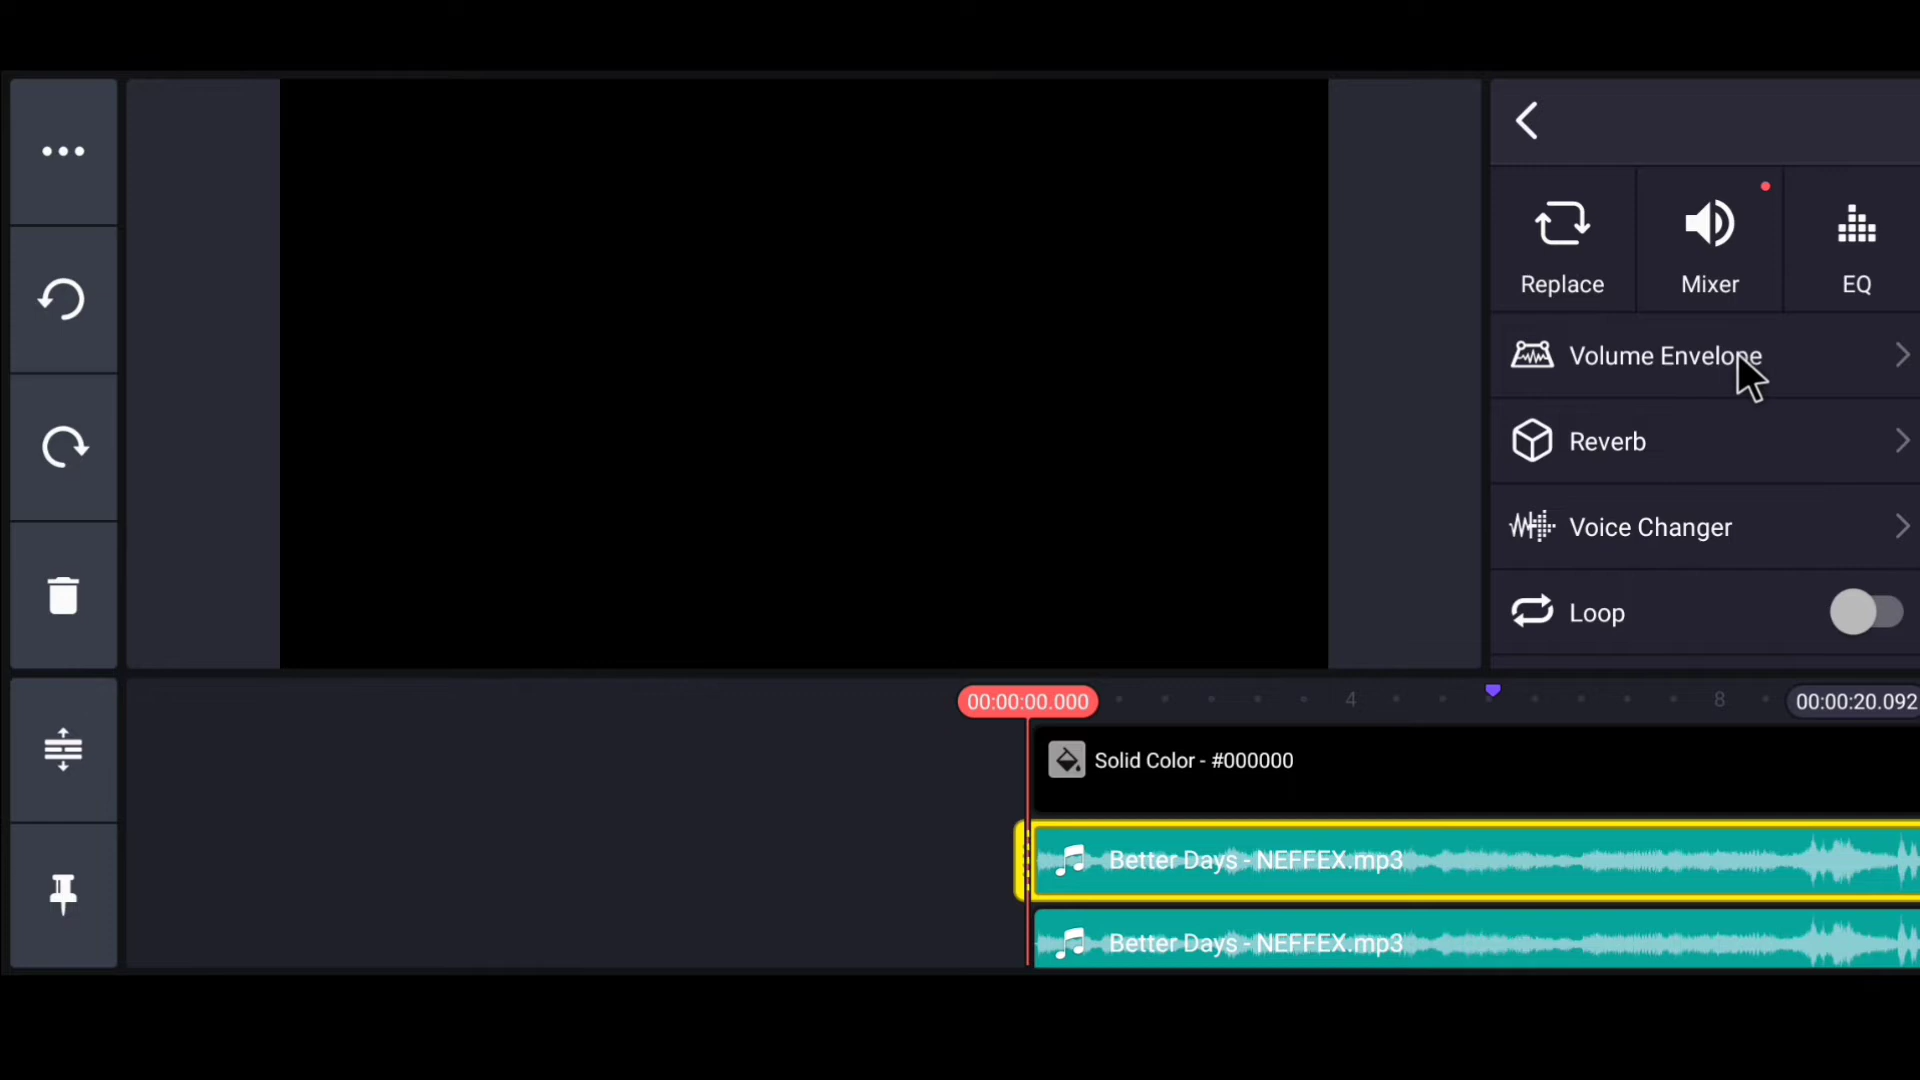 Replace
Mixer
EQ
Volume Envelope
Reverb
Voice Changer
Loop
00:00:00.000
4
8
00:00:20.092
Solid Color - #000000
Better Days - NEFFEX.mp3
Better Days - NEFFEX.mp3